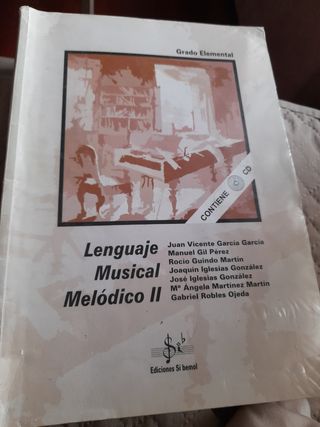 Grado Elemental
CONTIENE CD
Lenguaje
Musical
Melódico II
Juan Vicente García García
Manuel Gil Pérez
Rocío Guindo Martín
Joaquín Iglesias González
José Iglesias González
Mª Ángela Martínez Martín
Gabriel Robles Ojeda
Ediciones Si bemol